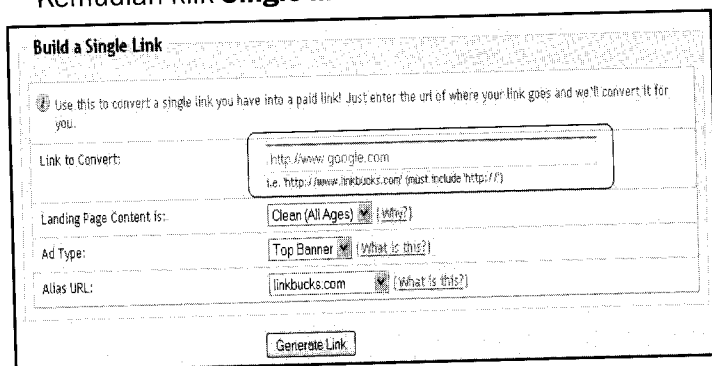 Kemudian klik Single
Build a Single Link
Use this to convert a single link you have into a paid link! Just enter the url of where your link goes and we'll convert it for
you.
Link to Convert: http://www.google.com
i.e. 'http://www.linkbucks.com' (must include 'http://')
Landing Page Content is: Clean (All Ages) (Why?)
Ad Type: Top Banner (What is this?)
Alias URL: linkbucks.com (What is this?)
Generate Link